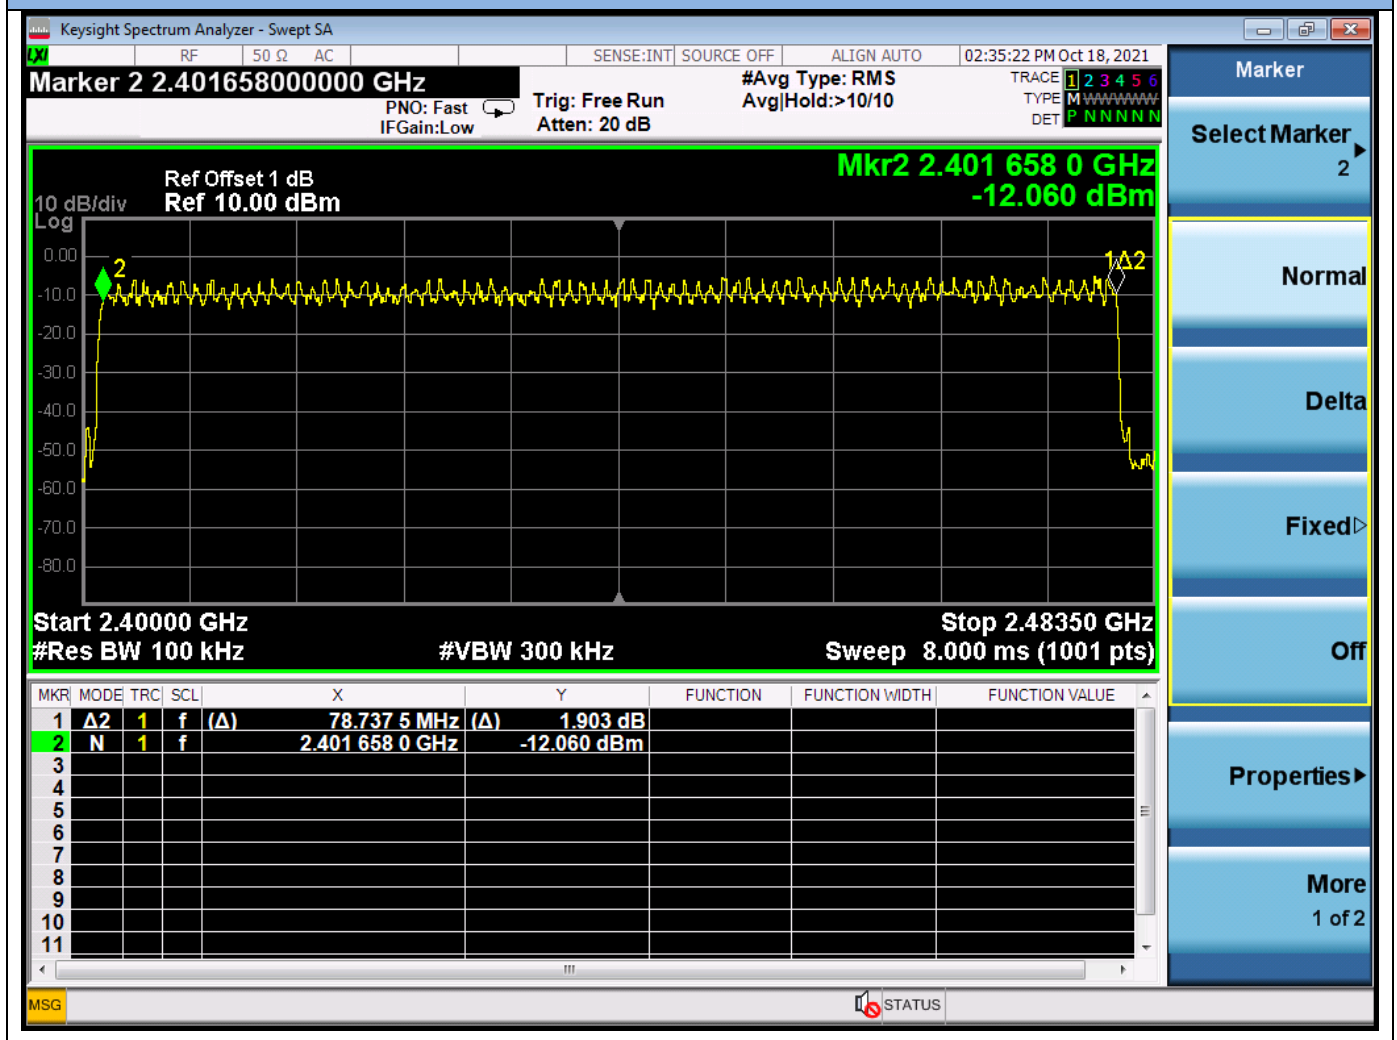 Keysight Spectrum Analyzer - Swept SA
LXI RF 50 Ω AC SENSE:INT SOURCE OFF ALIGN AUTO 02:35:22 PM Oct 18, 2021
Marker 2 2.401658000000 GHz
PNO: Fast
IFGain:Low
Trig: Free Run
Atten: 20 dB
#Avg Type: RMS
Avg|Hold:>10/10
TRACE 1 2 3 4 5 6
TYPE M WWWWW
DET P N N N N N
Mkr2 2.401 658 0 GHz
-12.060 dBm
Ref Offset 1 dB
10 dB/div Ref 10.00 dBm
Log
0.00
-10.0
-20.0
-30.0
-40.0
-50.0
-60.0
-70.0
-80.0
2
1Δ2
Start 2.40000 GHz Stop 2.48350 GHz
#Res BW 100 kHz #VBW 300 kHz Sweep 8.000 ms (1001 pts)
MKR MODE TRC SCL X Y FUNCTION FUNCTION WIDTH FUNCTION VALUE
1 Δ2 1 f (Δ) 78.737 5 MHz (Δ) 1.903 dB
2 N 1 f 2.401 658 0 GHz -12.060 dBm
3
4
5
6
7
8
9
10
11
MSG STATUS
Marker
Select Marker
2
Normal
Delta
Fixed
Off
Properties
More
1 of 2